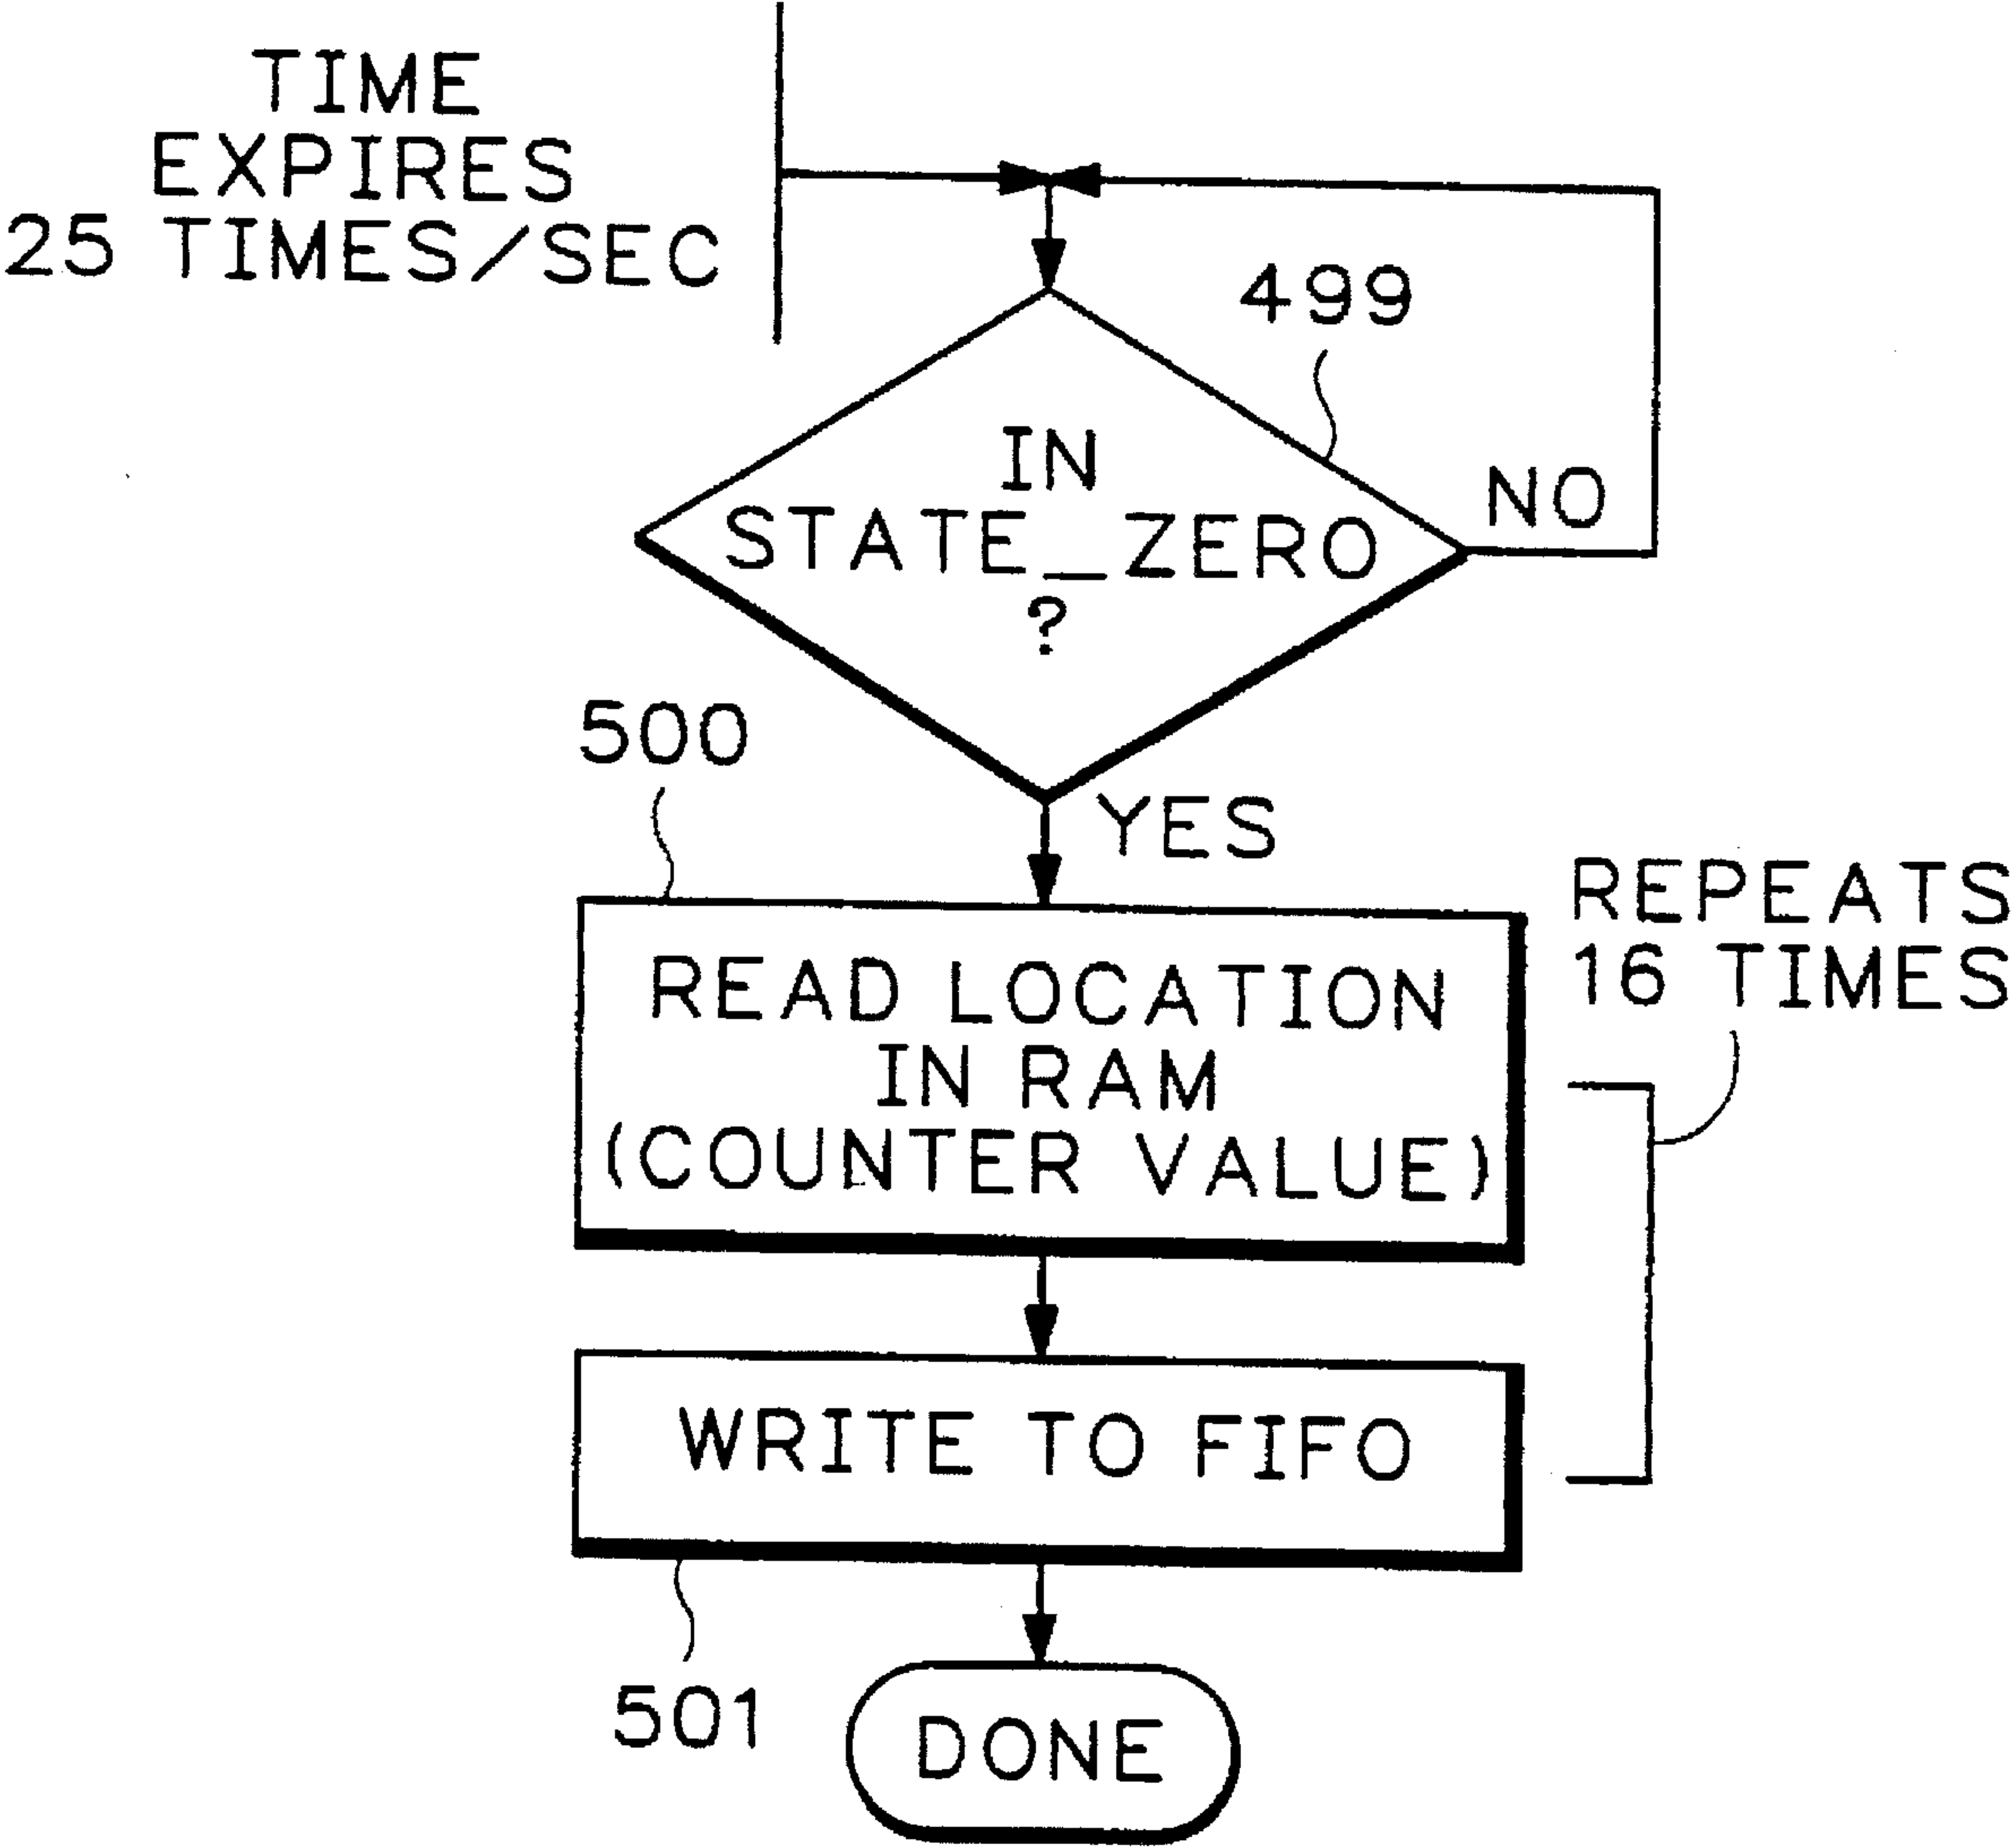 TIME
EXPIRES
25 TIMES/SEC
499
IN
STATE_ZERO
?
NO
500
YES
REPEATS
16 TIMES
READ LOCATION
IN RAM
(COUNTER VALUE)
WRITE TO FIFO
501
DONE